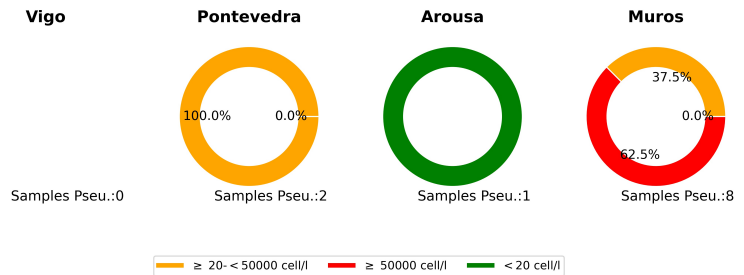 Vigo Pontevedra Arousa Muros
37.5%
100.0% 0.0% 0.0%
62.5%
Samples Pseu.:0 Samples Pseu.:2 Samples Pseu.:1 Samples Pseu.:8
≥ 20-<50000 cell/l ≥ 50000 cell/l <20 cell/l